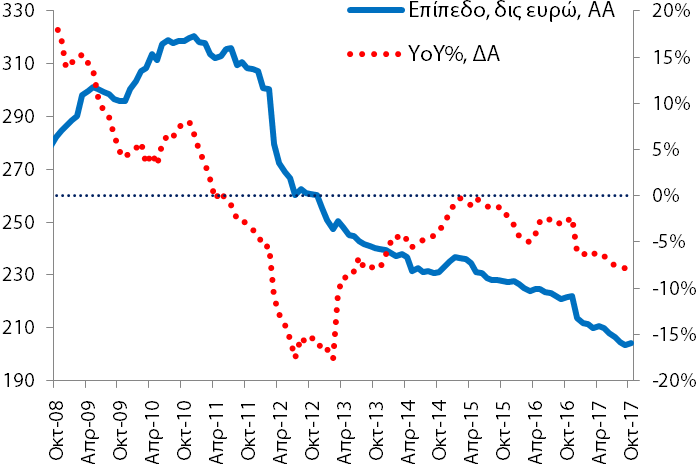 Επίπεδο, δις ευρώ, ΑΑ
YoY%, ΔΑ
330
310
290
270
250
230
210
190
20%
15%
10%
5%
0%
-5%
-10%
-15%
-20%
Οκτ-08
Απρ-09
Οκτ-09
Απρ-10
Οκτ-10
Απρ-11
Οκτ-11
Απρ-12
Οκτ-12
Απρ-13
Οκτ-13
Απρ-14
Οκτ-14
Απρ-15
Οκτ-15
Απρ-16
Οκτ-16
Απρ-17
Οκτ-17